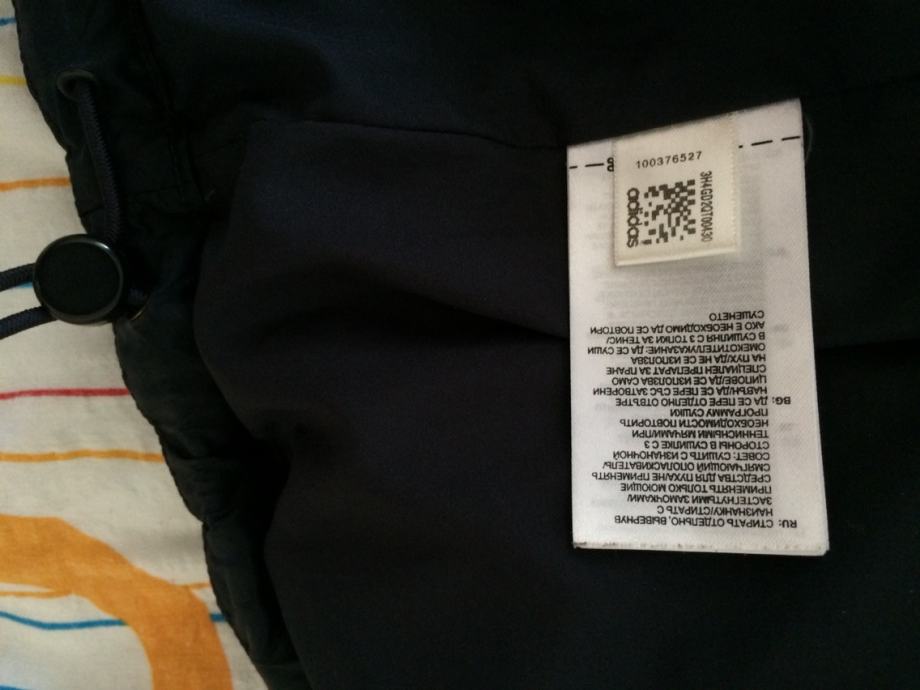 100376527
3H4GD2QT00A30
adidas
RU: СТИРАТЬ ОТДЕЛЬНО, ВЫВЕРНУВ
НАИЗНАНКУ/СТИРАТЬ С
ЗАСТЕГНУТЫМИ ЗАМОЧКАМИ/
ПРИМЕНЯТЬ ТОЛЬКО МОЮЩИЕ
СРЕДСТВА ДЛЯ ПУХА/НЕ ПРИМЕНЯТЬ
СМЯГЧАЮЩИЙ ОПОЛАСКИВАТЕЛЬ/
СОВЕТ: СУШИТЬ С ИЗНАНОЧНОЙ
СТОРОНЫ В СУШИЛКЕ С 3
ТЕННИСНЫМИ МЯЧАМИ/ПРИ
НЕОБХОДИМОСТИ ПОВТОРИТЬ
ПРОГРАММУ СУШКИ
BG: ДА СЕ ПЕРЕ ОТДЕЛНО ОТВЪТРЕ
НАВЪН/ДА СЕ ПЕРЕ СЪС ЗАТВОРЕНИ
ЦИПОВЕ/ДА СЕ ИЗПОЛЗВА САМО
СПЕЦИАЛЕН ПРЕПАРАТ ЗА ПРАНЕ
НА ПУХ/ДА НЕ СЕ ИЗПОЛЗВА
ОМЕКОТИТЕЛ/УКАЗАНИЕ: ДА СЕ СУШИ
В СУШИЛНЯ С 3 ТОПКИ ЗА ТЕНИС/
АКО Е НЕОБХОДИМО ДА СЕ ПОВТОРИ
СУШЕНЕТО